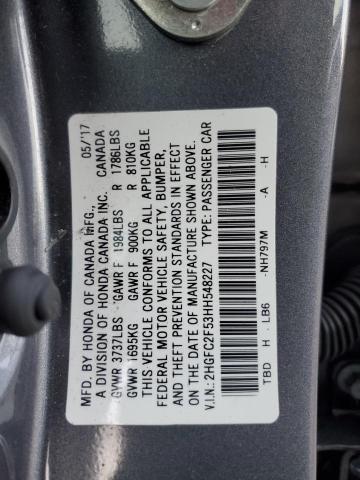 MFD. BY HONDA OF CANADA MFG., 05/'17
A DIVISION OF HONDA CANADA INC. CANADA
GVWR 3737LBS GAWR F 1984LBS R 1786LBS
GVWR 1695KG GAWR F 900KG R 810KG
THIS VEHICLE CONFORMS TO ALL APPLICABLE
FEDERAL MOTOR VEHICLE SAFETY, BUMPER,
AND THEFT PREVENTION STANDARDS IN EFFECT
ON THE DATE OF MANUFACTURE SHOWN ABOVE.
V.I.N.: 2HGFC2F53HH548227 TYPE: PASSENGER CAR
TBD H LB6 -NH797M -A -H